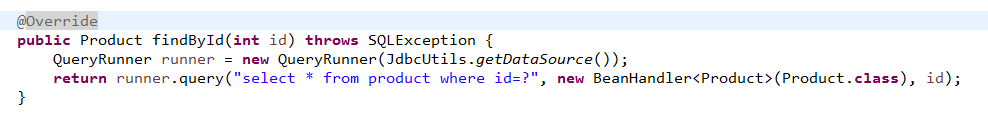 @Override
public Product findById(int id) throws SQLException {
    QueryRunner runner = new QueryRunner(JdbcUtils.getDataSource());
    return runner.query("select * from product where id=?", new BeanHandler<Product>(Product.class), id);
}